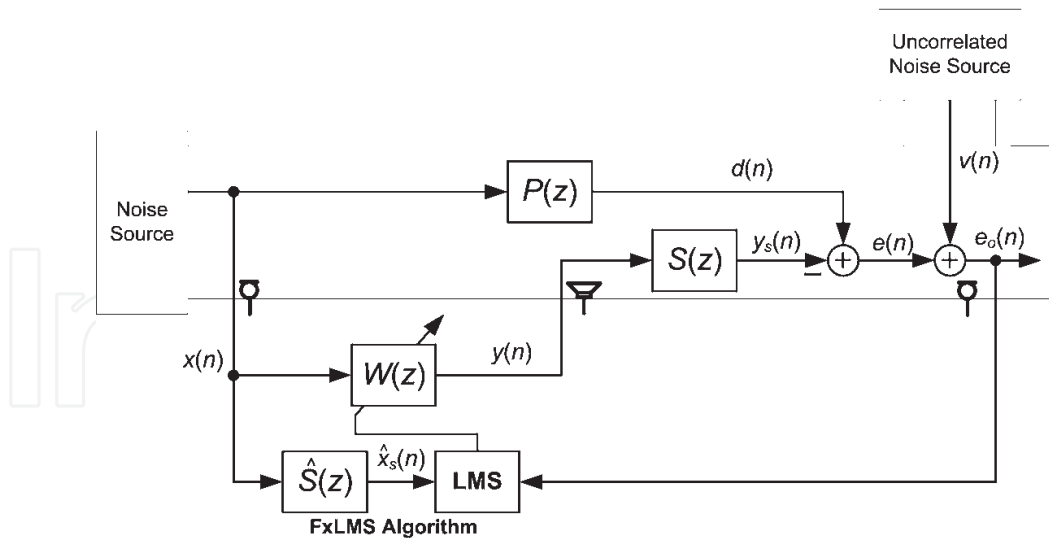 Uncorrelated
Noise Source
v(n)
d(n)
P(z)
Noise
Source
y_s(n)
e(n)
e_o(n)
S(z)
+
+
–
x(n)
y(n)
W(z)
x̂_s(n)
Ŝ(z)
LMS
FxLMS Algorithm